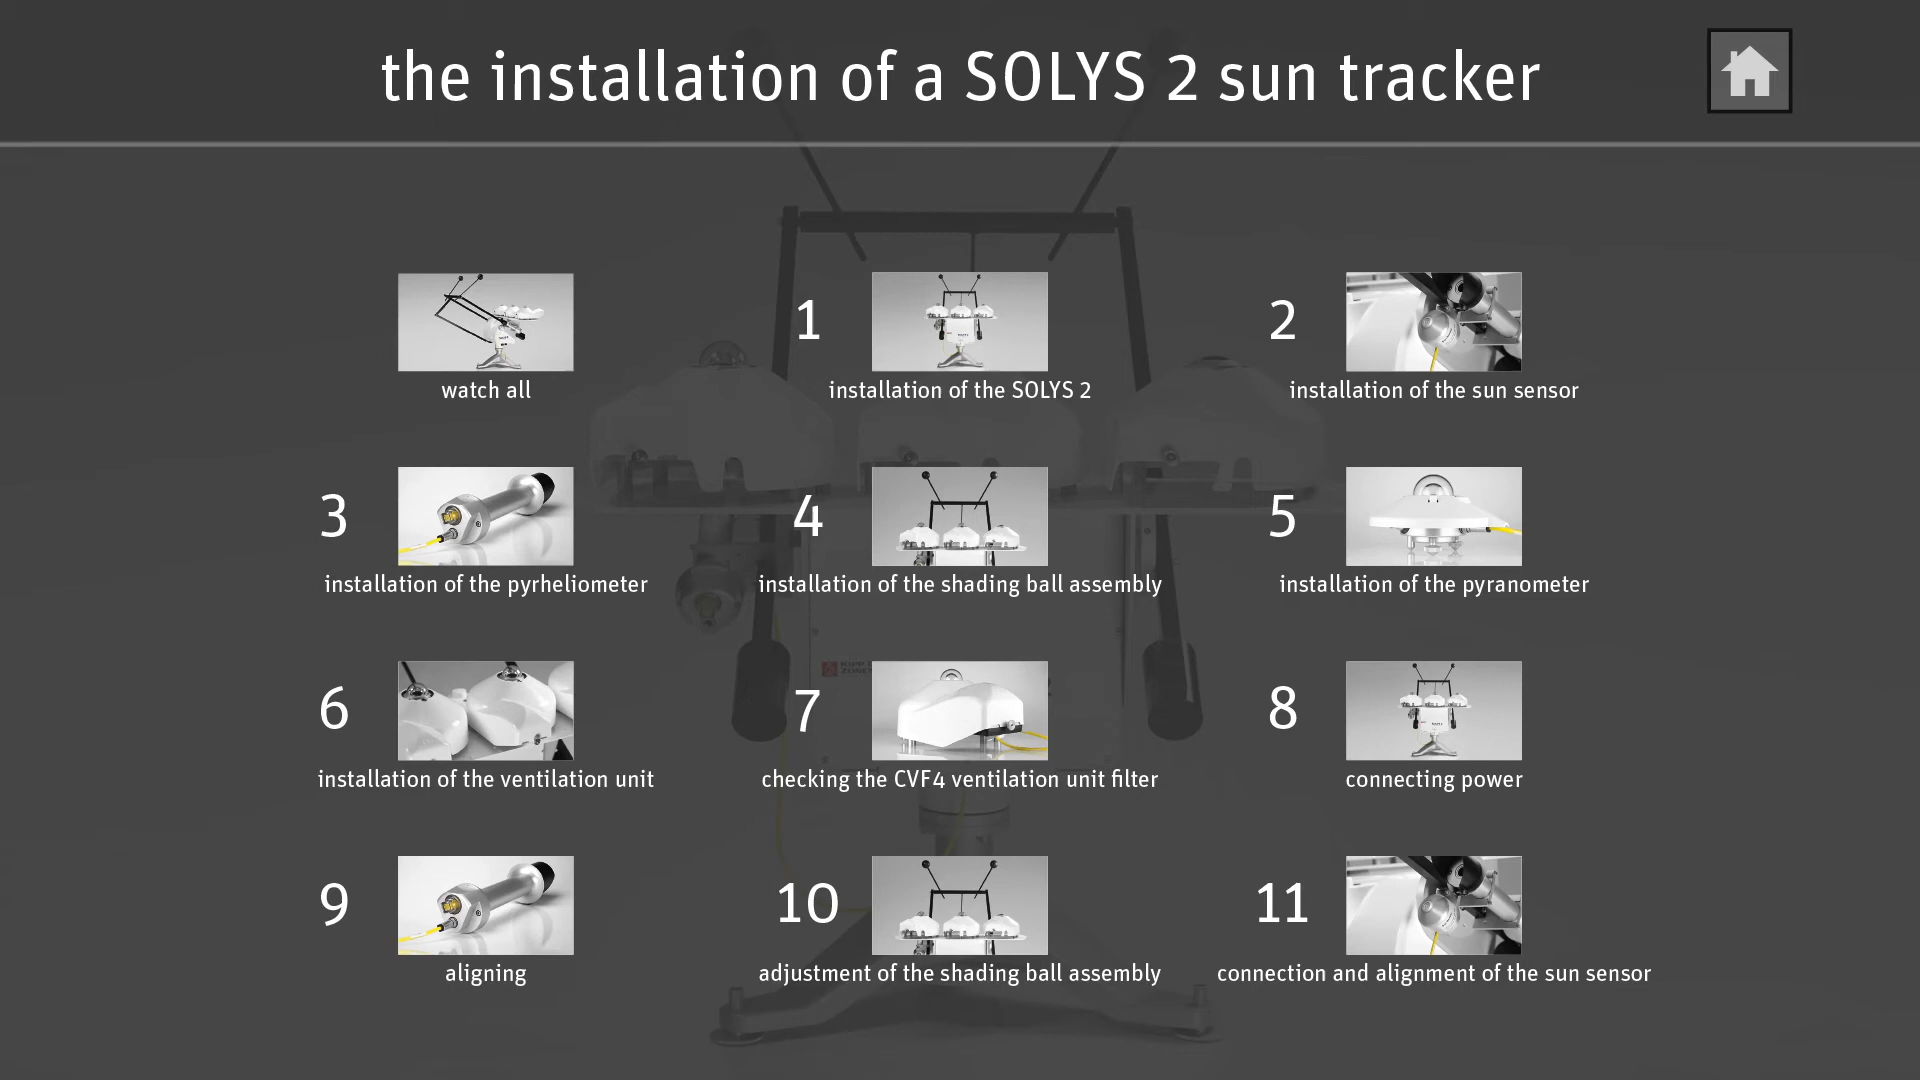 the installation of a SOLYS 2 sun tracker
watch all
1
installation of the SOLYS 2
2
installation of the sun sensor
3
installation of the pyrheliometer
4
installation of the shading ball assembly
5
installation of the pyranometer
KIPP
ZONEN
6
installation of the ventilation unit
7
checking the CVF4 ventilation unit filter
8
connecting power
9
aligning
10
adjustment of the shading ball assembly
11
connection and alignment of the sun sensor